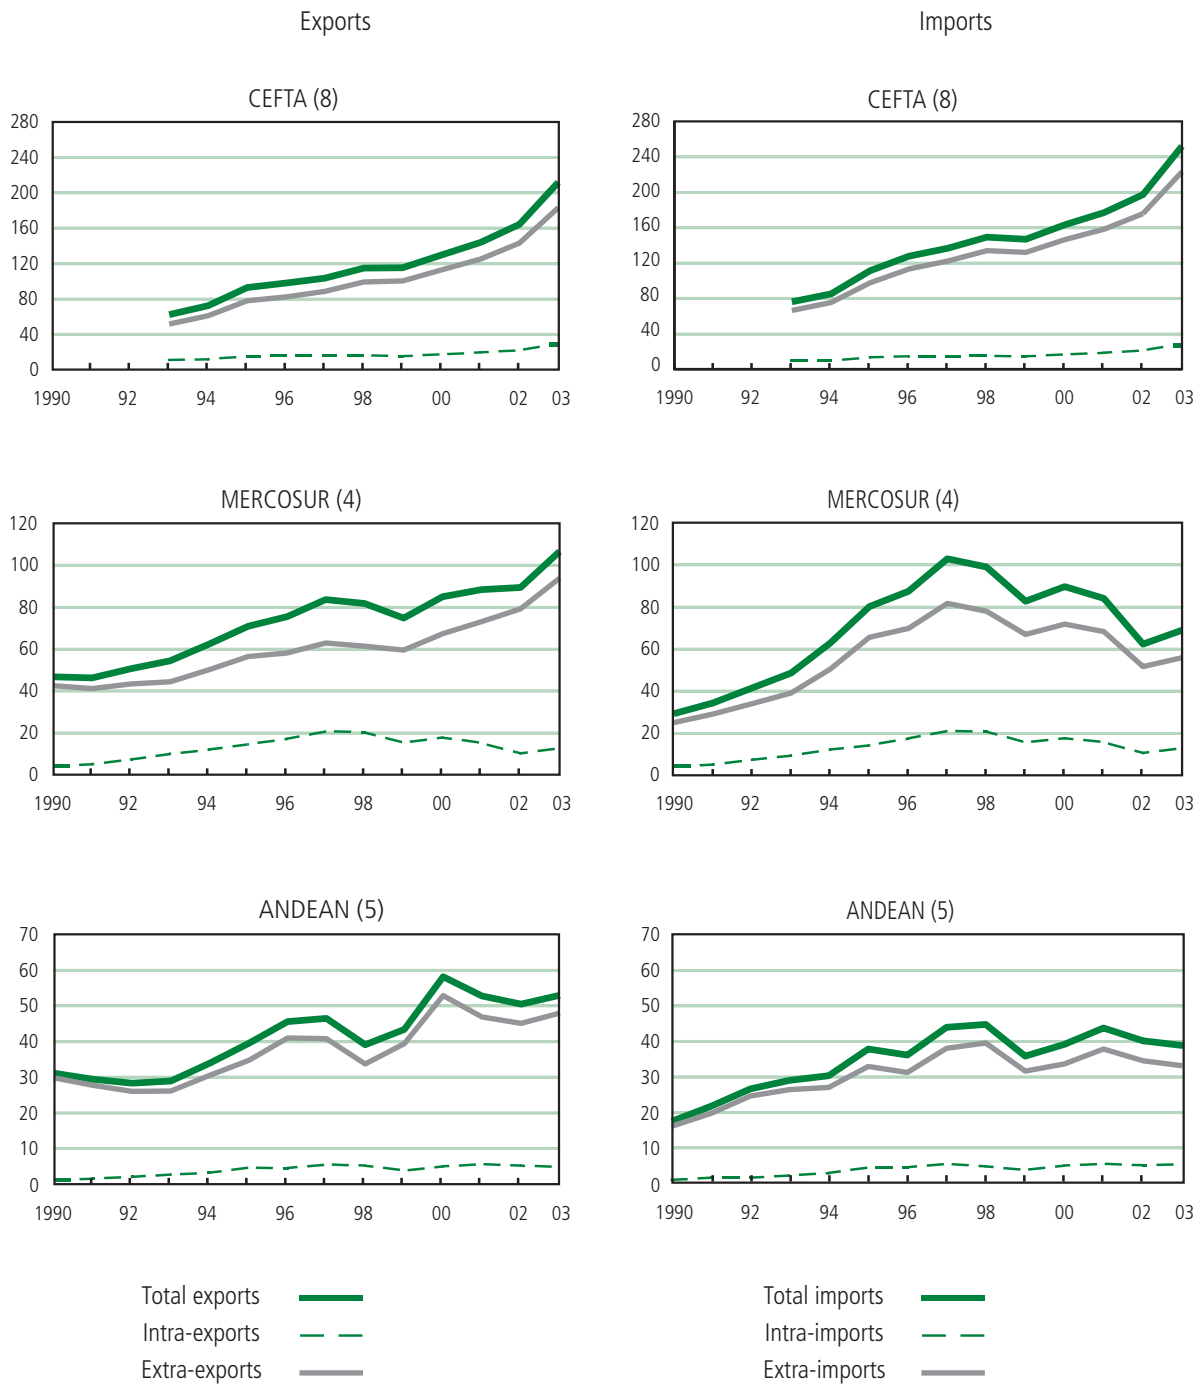 Exports
Imports
CEFTA (8)
280
240
200
160
120
80
40
0
1990 92 94 96 98 00 02 03
CEFTA (8)
280
240
200
160
120
80
40
0
1990 92 94 96 98 00 02 03
MERCOSUR (4)
120
100
80
60
40
20
0
1990 92 94 96 98 00 02 03
MERCOSUR (4)
120
100
80
60
40
20
0
1990 92 94 96 98 00 02 03
ANDEAN (5)
70
60
50
40
30
20
10
0
1990 92 94 96 98 00 02 03
ANDEAN (5)
70
60
50
40
30
20
10
0
1990 92 94 96 98 00 02 03
Total exports
Intra-exports
Extra-exports
Total imports
Intra-imports
Extra-imports